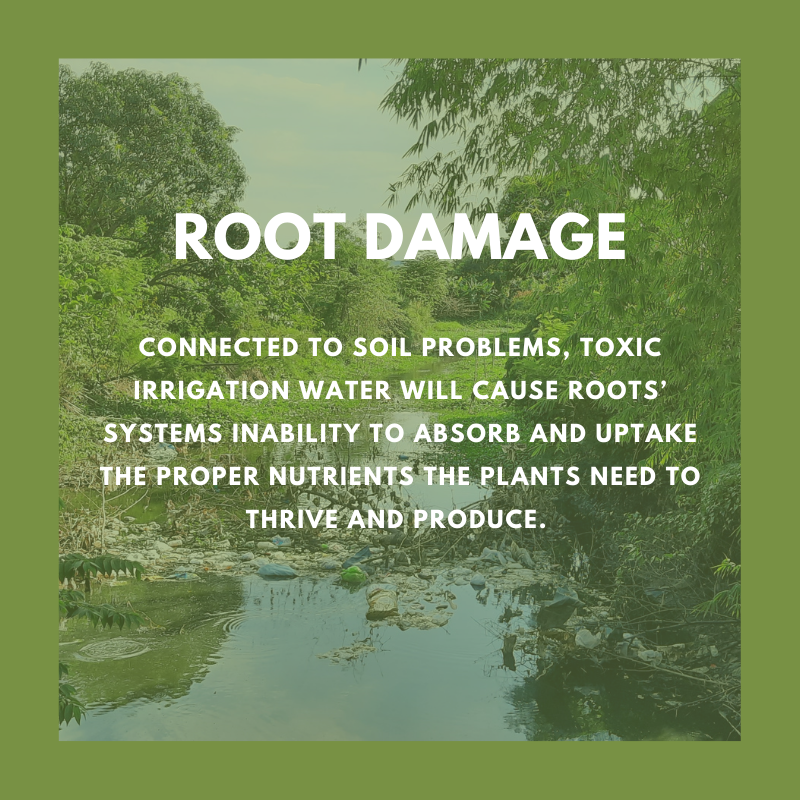 ROOT DAMAGE
CONNECTED TO SOIL PROBLEMS, TOXIC
IRRIGATION WATER WILL CAUSE ROOTS’
SYSTEMS INABILITY TO ABSORB AND UPTAKE
THE PROPER NUTRIENTS THE PLANTS NEED TO
THRIVE AND PRODUCE.